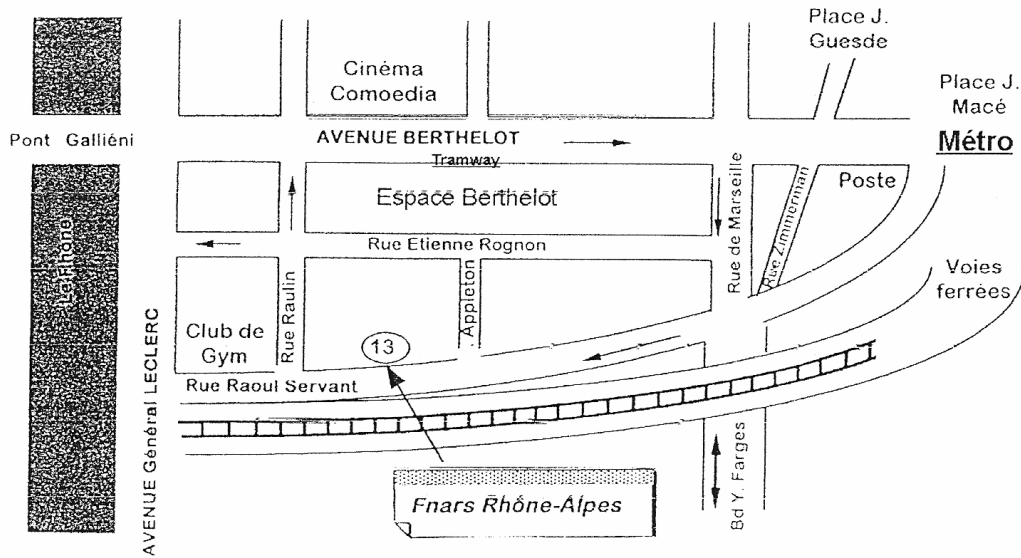 Place J.
Guesde
Cinéma
Comoedia
Place J.
Macé
Pont Galliéni
AVENUE BERTHELOT
Métro
Tramway
Poste
Espace Berthelot
Le Rhône
Rue de Marseille
Rue Zimmerman
Rue Etienne Rognon
Voies
ferrées
Rue Raulin
Appleton
Club de
Gym
13
Rue Raoul Servant
AVENUE Général LECLERC
Bd Y. Farges
Fnars Rhône-Alpes